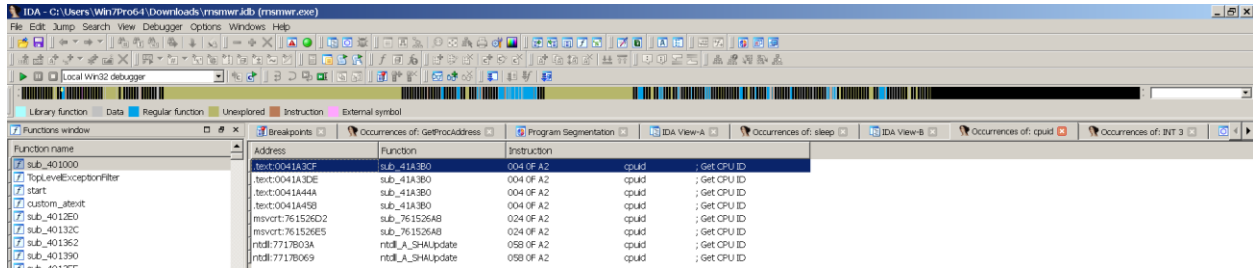 IDA - C:\Users\Win7Pro64\Downloads\rnsmwr.idb (rnsmwr.exe)
File Edit Jump Search View Debugger Options Windows Help
Local Win32 debugger
Library function Data Regular function Unexplored Instruction External symbol
Functions window Breakpoints Occurrences of: GetProcAddress Program Segmentation IDA View-A Occurrences of: sleep IDA View-B Occurrences of: cpuid Occurrences of: INT 3
Function name Address Function Instruction
sub_401000 .text:0041A3CF sub_41A3B0 004 0F A2 cpuid ; Get CPU ID
TopLevelExceptionFilter .text:0041A3DE sub_41A3B0 004 0F A2 cpuid ; Get CPU ID
start .text:0041A44A sub_41A3B0 004 0F A2 cpuid ; Get CPU ID
custom_atexit .text:0041A458 sub_41A3B0 004 0F A2 cpuid ; Get CPU ID
sub_4012E0 msvcrt:761526D2 sub_761526A8 024 0F A2 cpuid ; Get CPU ID
sub_40132C msvcrt:761526E5 sub_761526A8 024 0F A2 cpuid ; Get CPU ID
sub_401362 ntdll:7717B03A ntdll_A_SHAUpdate 058 0F A2 cpuid ; Get CPU ID
sub_401390 ntdll:7717B069 ntdll_A_SHAUpdate 058 0F A2 cpuid ; Get CPU ID